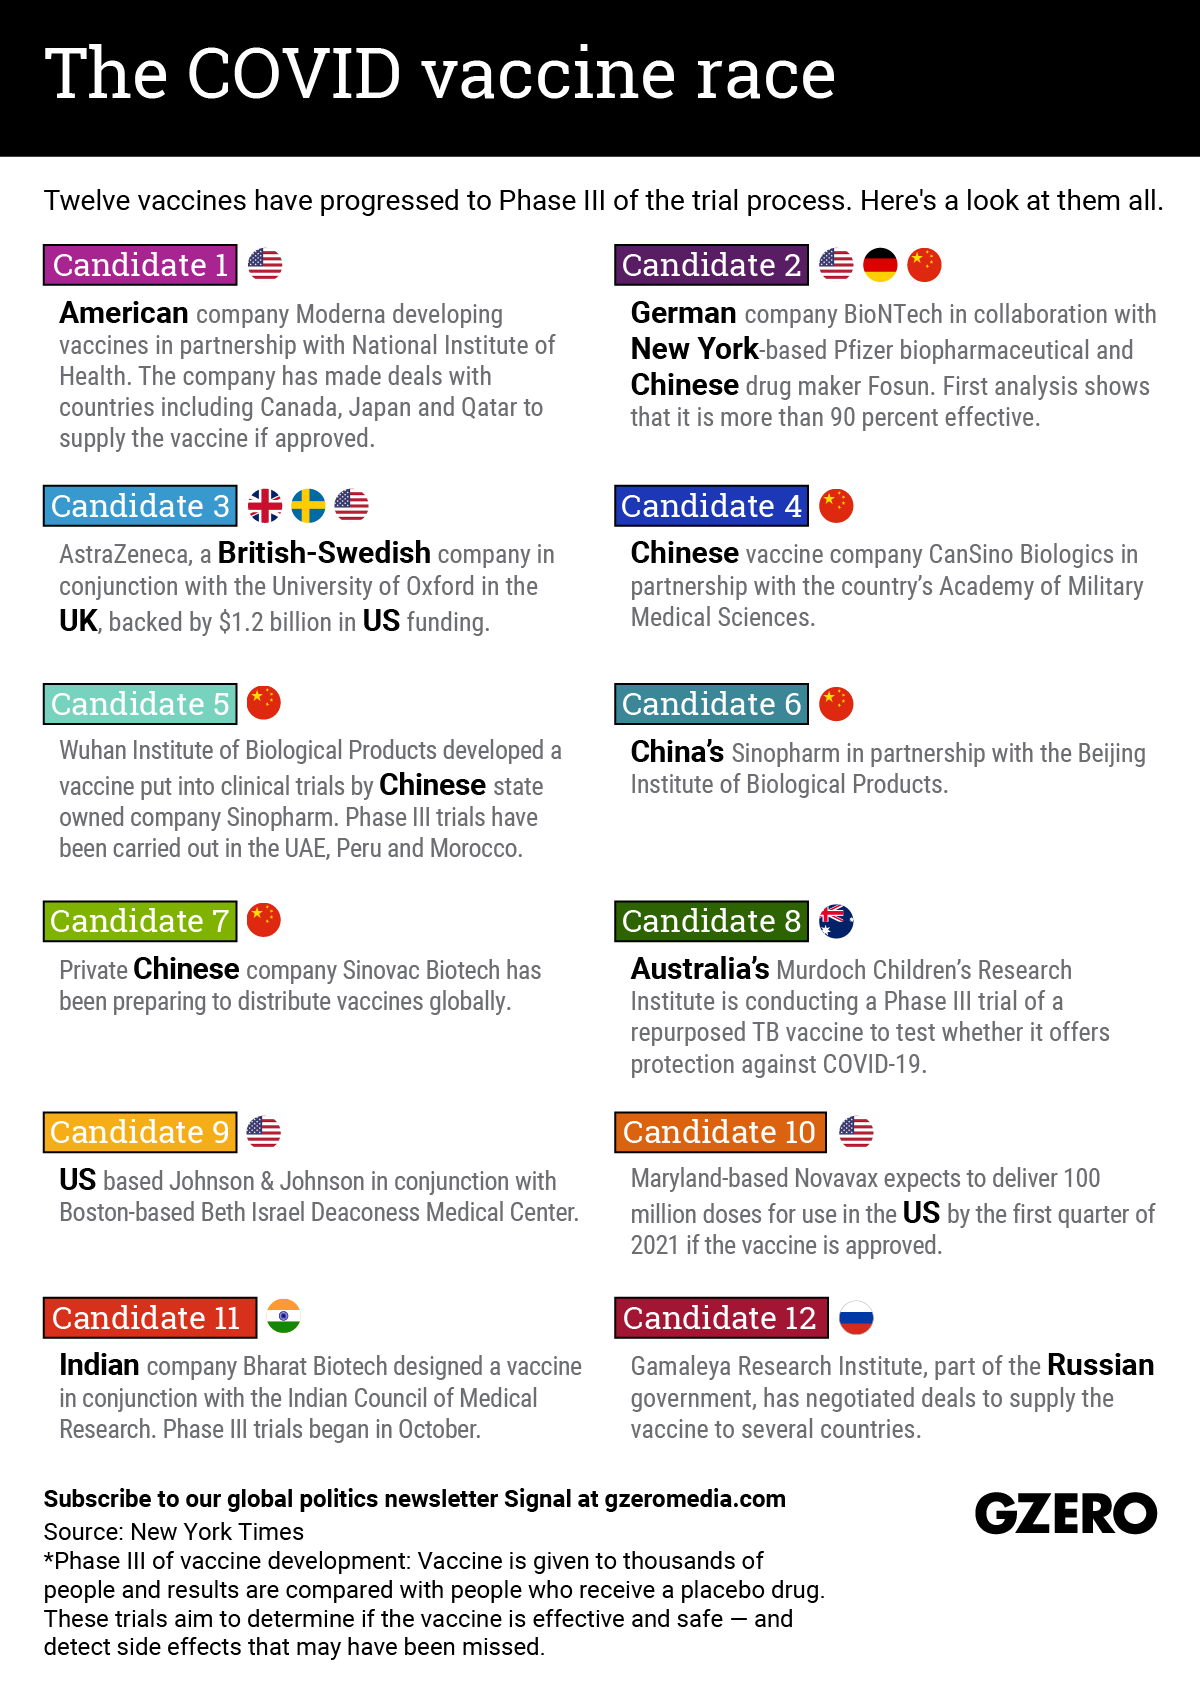 The COVID vaccine race
Twelve vaccines have progressed to Phase III of the trial process. Here's a look at them all.
Candidate 1
American company Moderna developing
vaccines in partnership with National Institute of
Health. The company has made deals with
countries including Canada, Japan and Qatar to
supply the vaccine if approved.
Candidate 2
German company BioNTech in collaboration with
New York-based Pfizer biopharmaceutical and
Chinese drug maker Fosun. First analysis shows
that it is more than 90 percent effective.
Candidate 3
AstraZeneca, a British-Swedish company in
conjunction with the University of Oxford in the
UK, backed by $1.2 billion in US funding.
Candidate 4
Chinese vaccine company CanSino Biologics in
partnership with the country’s Academy of Military
Medical Sciences.
Candidate 5
Wuhan Institute of Biological Products developed a
vaccine put into clinical trials by Chinese state
owned company Sinopharm. Phase III trials have
been carried out in the UAE, Peru and Morocco.
Candidate 6
China’s Sinopharm in partnership with the Beijing
Institute of Biological Products.
Candidate 7
Private Chinese company Sinovac Biotech has
been preparing to distribute vaccines globally.
Candidate 8
Australia’s Murdoch Children’s Research
Institute is conducting a Phase III trial of a
repurposed TB vaccine to test whether it offers
protection against COVID-19.
Candidate 9
US based Johnson & Johnson in conjunction with
Boston-based Beth Israel Deaconess Medical Center.
Candidate 10
Maryland-based Novavax expects to deliver 100
million doses for use in the US by the first quarter of
2021 if the vaccine is approved.
Candidate 11
Indian company Bharat Biotech designed a vaccine
in conjunction with the Indian Council of Medical
Research. Phase III trials began in October.
Candidate 12
Gamaleya Research Institute, part of the Russian
government, has negotiated deals to supply the
vaccine to several countries.
Subscribe to our global politics newsletter Signal at gzeromedia.com
Source: New York Times
*Phase III of vaccine development: Vaccine is given to thousands of
people and results are compared with people who receive a placebo drug.
These trials aim to determine if the vaccine is effective and safe — and
detect side effects that may have been missed.
GZERO